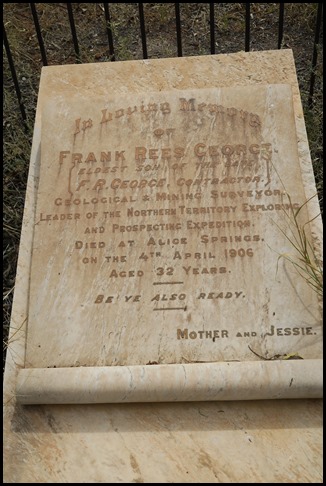 In Loving Memory
OF
FRANK REES GEORGE,
ELDEST SON OF THE LATE
F. R. GEORGE, CONTRACTOR,
GEOLOGICAL & MINING SURVEYOR,
LEADER OF THE NORTHERN TERRITORY EXPLORING
AND PROSPECTING EXPEDITION.
DIED AT ALICE SPRINGS,
ON THE 4TH APRIL 1906
AGED 32 YEARS.
BE YE ALSO READY.
MOTHER AND JESSIE.